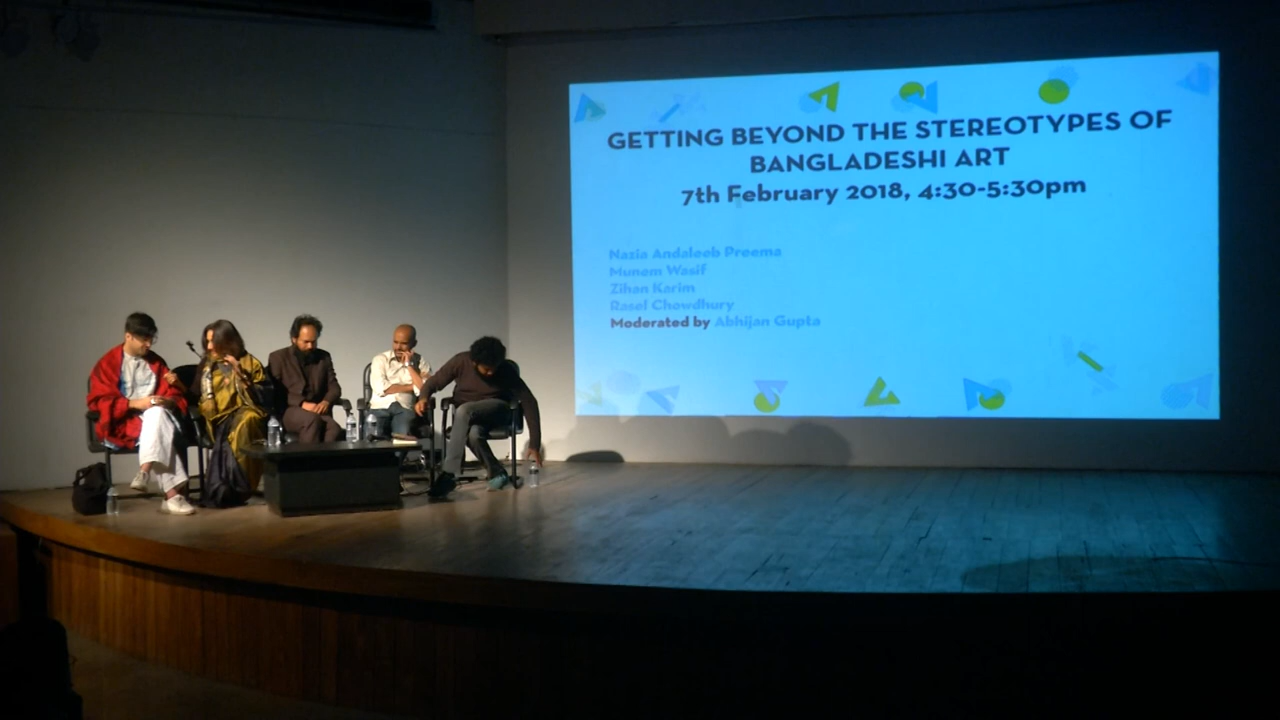 GETTING BEYOND THE STEREOTYPES OF
BANGLADESHI ART
7th February 2018, 4:30-5:30pm
Nazia Andaleeb Preema
Munem Wasif
Zihan Karim
Rasel Chowdhury
Moderated by Abhijan Gupta